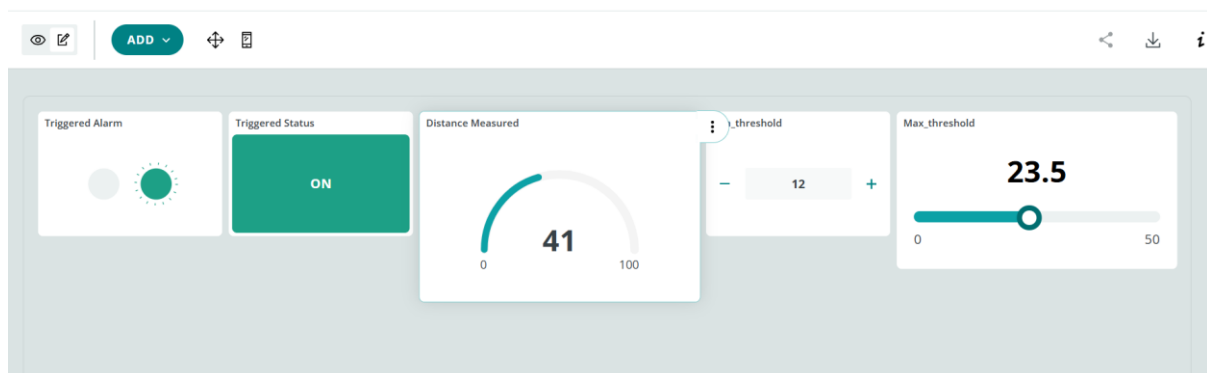 ADD
i
Triggered Alarm
Triggered Status
Distance Measured
_threshold
Max_threshold
ON
12
23.5
41
0
100
0
50